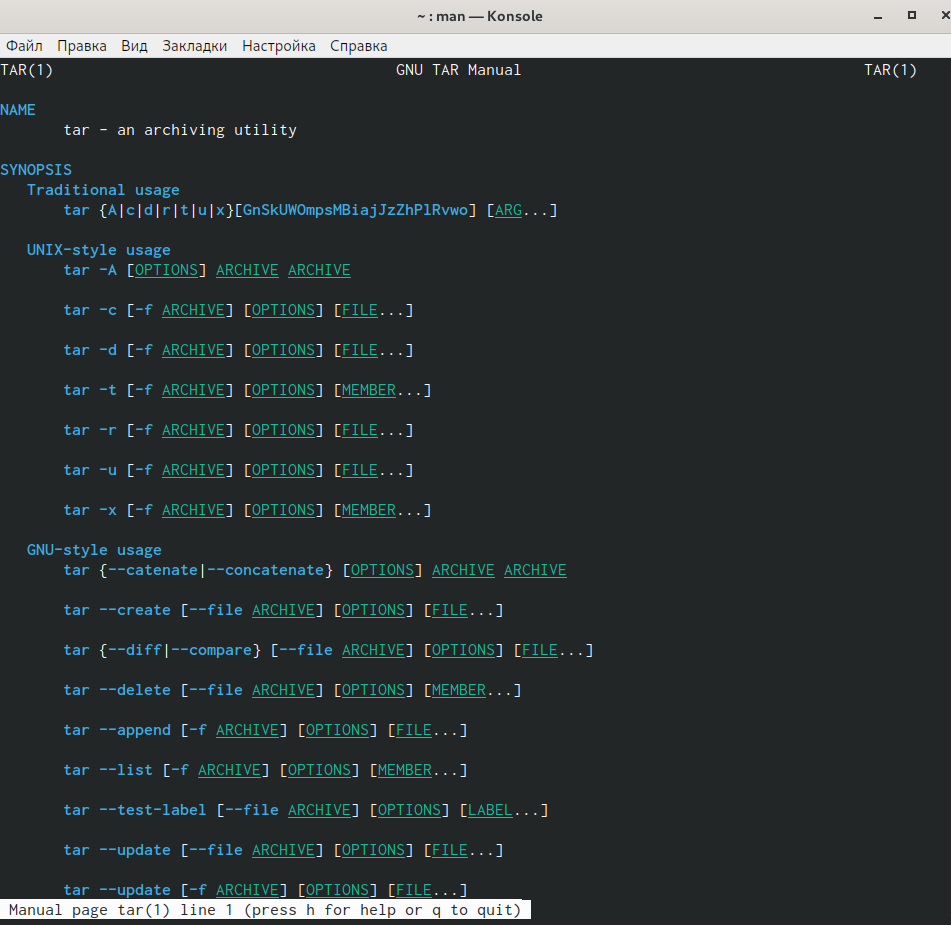 ~ : man — Konsole
Файл Правка Вид Закладки Настройка Справка
TAR(1) GNU TAR Manual TAR(1)
NAME
tar - an archiving utility
SYNOPSIS
Traditional usage
tar {A|c|d|r|t|u|x}[GnSkUWOmpsMBiajJzZhPlRvwo] [ARG...]
UNIX-style usage
tar -A [OPTIONS] ARCHIVE ARCHIVE
tar -c [-f ARCHIVE] [OPTIONS] [FILE...]
tar -d [-f ARCHIVE] [OPTIONS] [FILE...]
tar -t [-f ARCHIVE] [OPTIONS] [MEMBER...]
tar -r [-f ARCHIVE] [OPTIONS] [FILE...]
tar -u [-f ARCHIVE] [OPTIONS] [FILE...]
tar -x [-f ARCHIVE] [OPTIONS] [MEMBER...]
GNU-style usage
tar {--catenate|--concatenate} [OPTIONS] ARCHIVE ARCHIVE
tar --create [--file ARCHIVE] [OPTIONS] [FILE...]
tar {--diff|--compare} [--file ARCHIVE] [OPTIONS] [FILE...]
tar --delete [--file ARCHIVE] [OPTIONS] [MEMBER...]
tar --append [-f ARCHIVE] [OPTIONS] [FILE...]
tar --list [-f ARCHIVE] [OPTIONS] [MEMBER...]
tar --test-label [--file ARCHIVE] [OPTIONS] [LABEL...]
tar --update [--file ARCHIVE] [OPTIONS] [FILE...]
tar --update [-f ARCHIVE] [OPTIONS] [FILE...]
Manual page tar(1) line 1 (press h for help or q to quit)